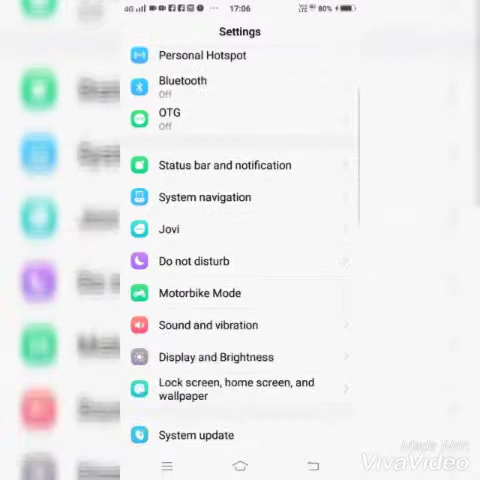 4G 17:06 80%
Settings
Personal Hotspot
Bluetooth
Off
OTG
Off
Status bar and notification
System navigation
Jovi
Do not disturb
Motorbike Mode
Sound and vibration
Display and Brightness
Lock screen, home screen, and
wallpaper
System update
Made With
VivaVideo